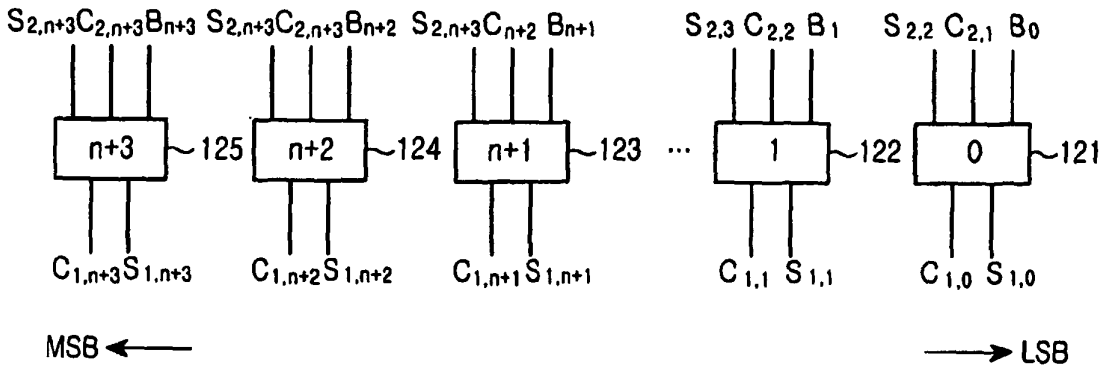 S2,n+3 C2,n+3 Bn+3 S2,n+3 C2,n+3 Bn+2 S2,n+3 Cn+2 Bn+1 S2,3 C2,2 B1 S2,2 C2,1 B0
n+3 125 n+2 124 n+1 123 ... 1 122 0 121
C1,n+3 S1,n+3 C1,n+2 S1,n+2 C1,n+1 S1,n+1 C1,1 S1,1 C1,0 S1,0
MSB LSB